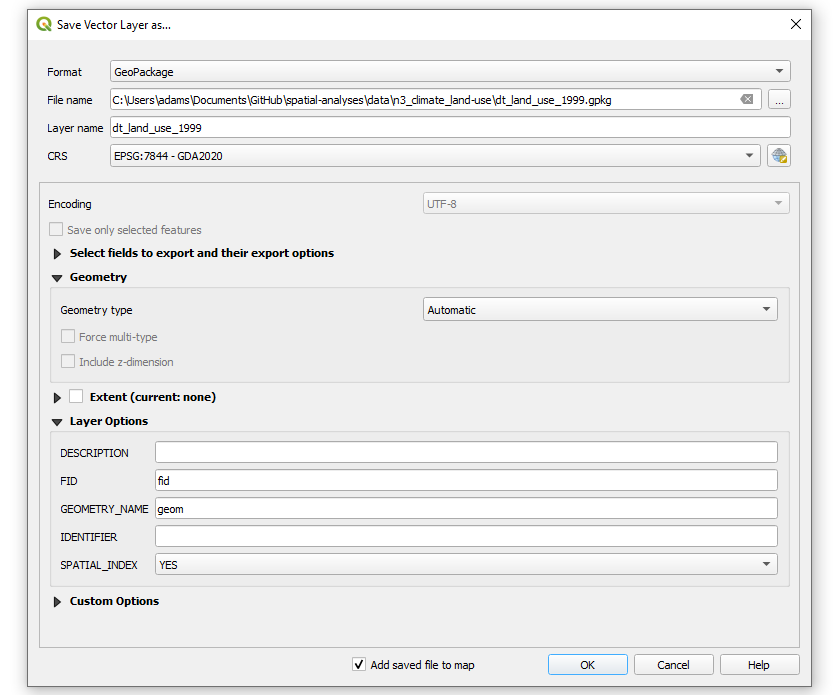 Save Vector Layer as...
Format GeoPackage
File name C:\Users\adams\Documents\GitHub\spatial-analyses\data\n3_climate_land-use\dt_land_use_1999.gpkg ...
Layer name dt_land_use_1999
CRS EPSG:7844 - GDA2020
Encoding UTF-8
Save only selected features
Select fields to export and their export options
Geometry
Geometry type Automatic
Force multi-type
Include z-dimension
Extent (current: none)
Layer Options
DESCRIPTION
FID fid
GEOMETRY_NAME geom
IDENTIFIER
SPATIAL_INDEX YES
Custom Options
Add saved file to map OK Cancel Help